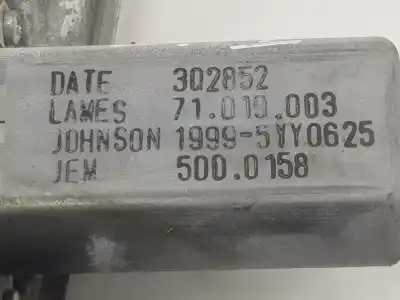 DATE 302852
LAMES 71.019.003
JOHNSON 1999-5YY0625
JEM 500.0158